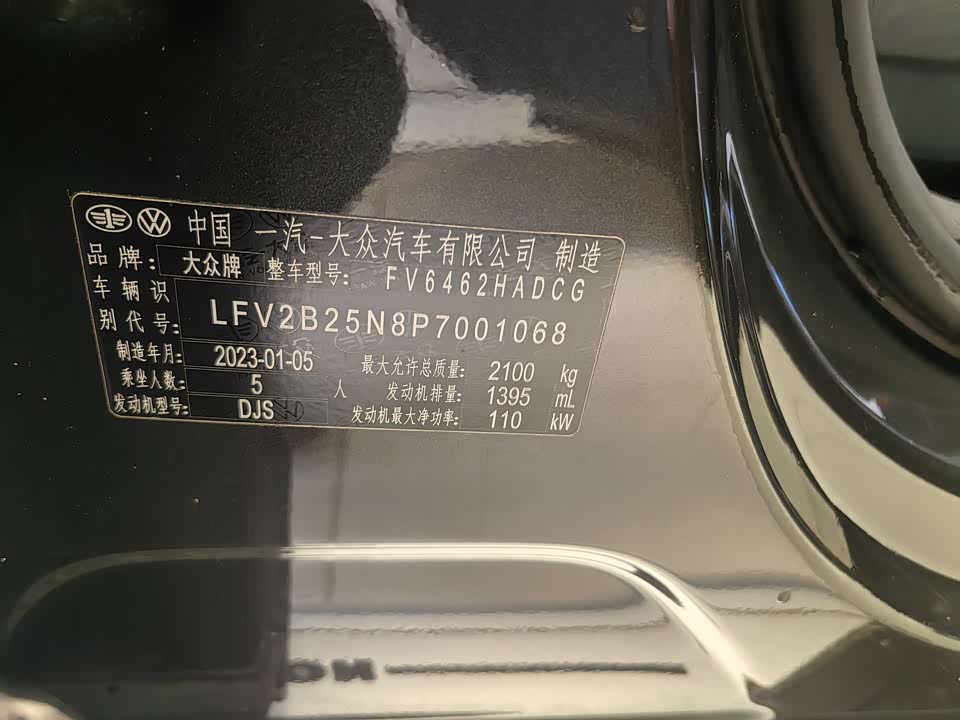 中国 一汽-大众汽车有限公司 制造
品牌: 大众牌 整车型号: FV6462HADCG
车辆识别代号: LFV2B25N8P7001068
制造年月: 2023-01-05 最大允许总质量: 2100 kg
乘坐人数: 5 人 发动机排量: 1395 mL
发动机型号: DJS 发动机最大净功率: 110 kW